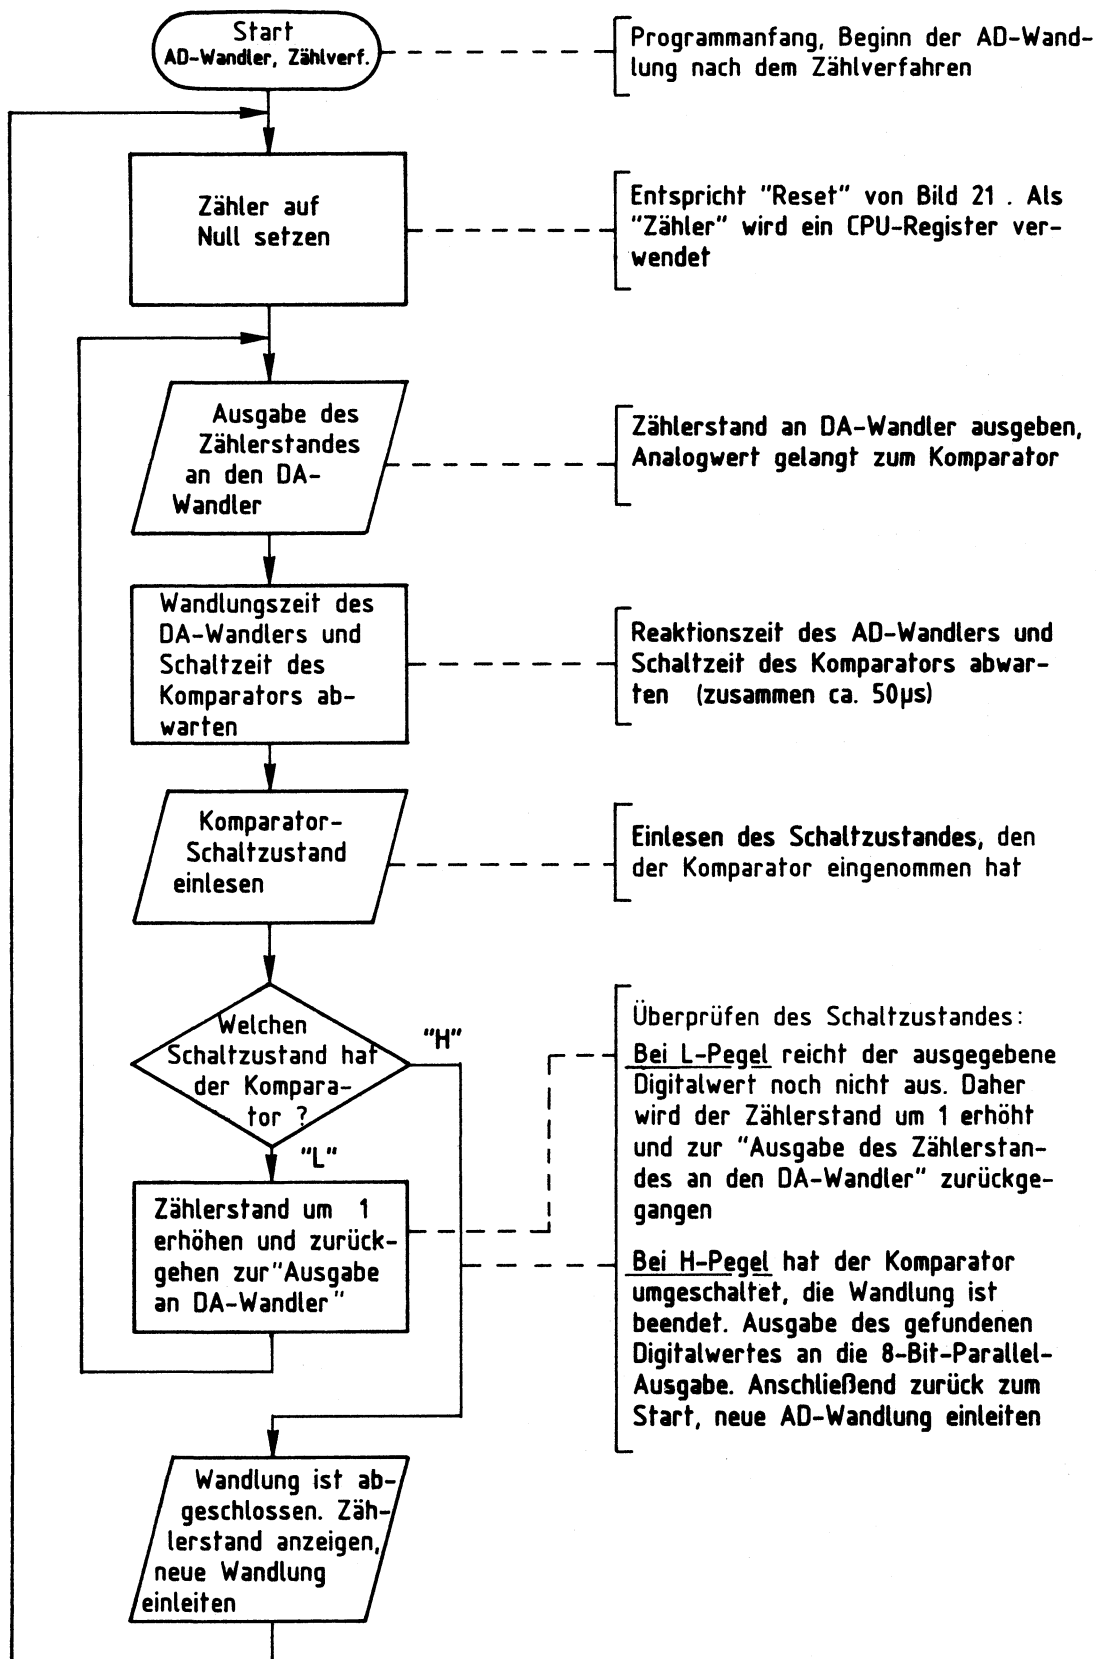 Start
AD-Wandler, Zählverf.
Programmanfang, Beginn der AD-Wand-
lung nach dem Zählverfahren
Zähler auf
Null setzen
Entspricht "Reset" von Bild 21 . Als
"Zähler" wird ein CPU-Register ver-
wendet
Ausgabe des
Zählerstandes
an den DA-
Wandler
Zählerstand an DA-Wandler ausgeben,
Analogwert gelangt zum Komparator
Wandlungszeit des
DA-Wandlers und
Schaltzeit des
Komparators ab-
warten
Reaktionszeit des AD-Wandlers und
Schaltzeit des Komparators abwar-
ten (zusammen ca. 50µs)
Komparator-
Schaltzustand
einlesen
Einlesen des Schaltzustandes, den
der Komparator eingenommen hat
Welchen
Schaltzustand hat
der Kompara-
tor ?
"H"
"L"
Zählerstand um 1
erhöhen und zurück-
gehen zur "Ausgabe
an DA-Wandler"
Überprüfen des Schaltzustandes:
Bei L-Pegel reicht der ausgegebene
Digitalwert noch nicht aus. Daher
wird der Zählerstand um 1 erhöht
und zur "Ausgabe des Zählerstan-
des an den DA-Wandler" zurückge-
gangen
Bei H-Pegel hat der Komparator
umgeschaltet, die Wandlung ist
beendet. Ausgabe des gefundenen
Digitalwertes an die 8-Bit-Parallel-
Ausgabe. Anschließend zurück zum
Start, neue AD-Wandlung einleiten
Wandlung ist ab-
geschlossen. Zäh-
lerstand anzeigen,
neue Wandlung
einleiten